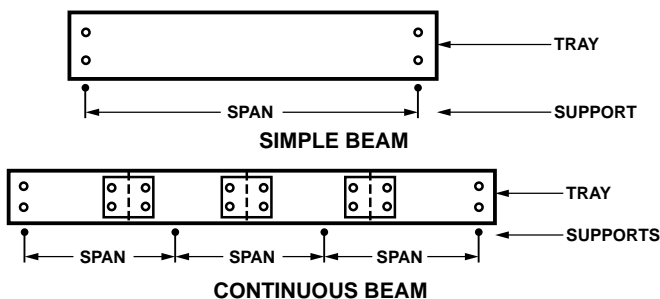 TRAY
SPAN
SUPPORT
SIMPLE BEAM
TRAY
SUPPORTS
SPAN SPAN SPAN
CONTINUOUS BEAM